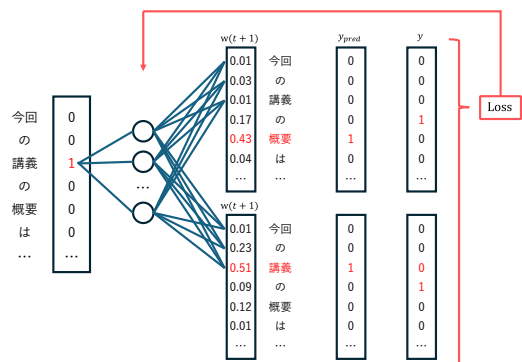 w(t + 1) y_pred y
0.01 今回 0 0
0.03 の 0 0
0.01 講義 0 0
0.17 の 0 1
0.43 概要 1 0
0.04 は 0 0
... ... ... ...
Loss
今回 0
の 0
講義 1
の 0
概要 0
は 0
... ...
...
w(t + 1)
0.01 今回 0 0
0.23 の 0 0
0.51 講義 1 0
0.09 の 0 1
0.12 概要 0 0
0.01 は 0 0
... ... ... ...